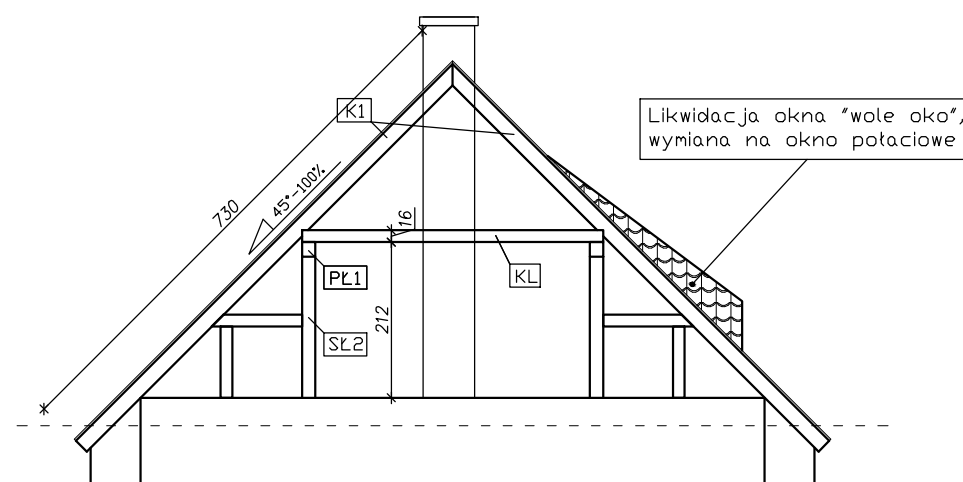 K1
Likwidacja okna "wole oko",
wymiana na okno połaciowe
730
45°-100%
16
PŁ1
KL
212
SŁ2